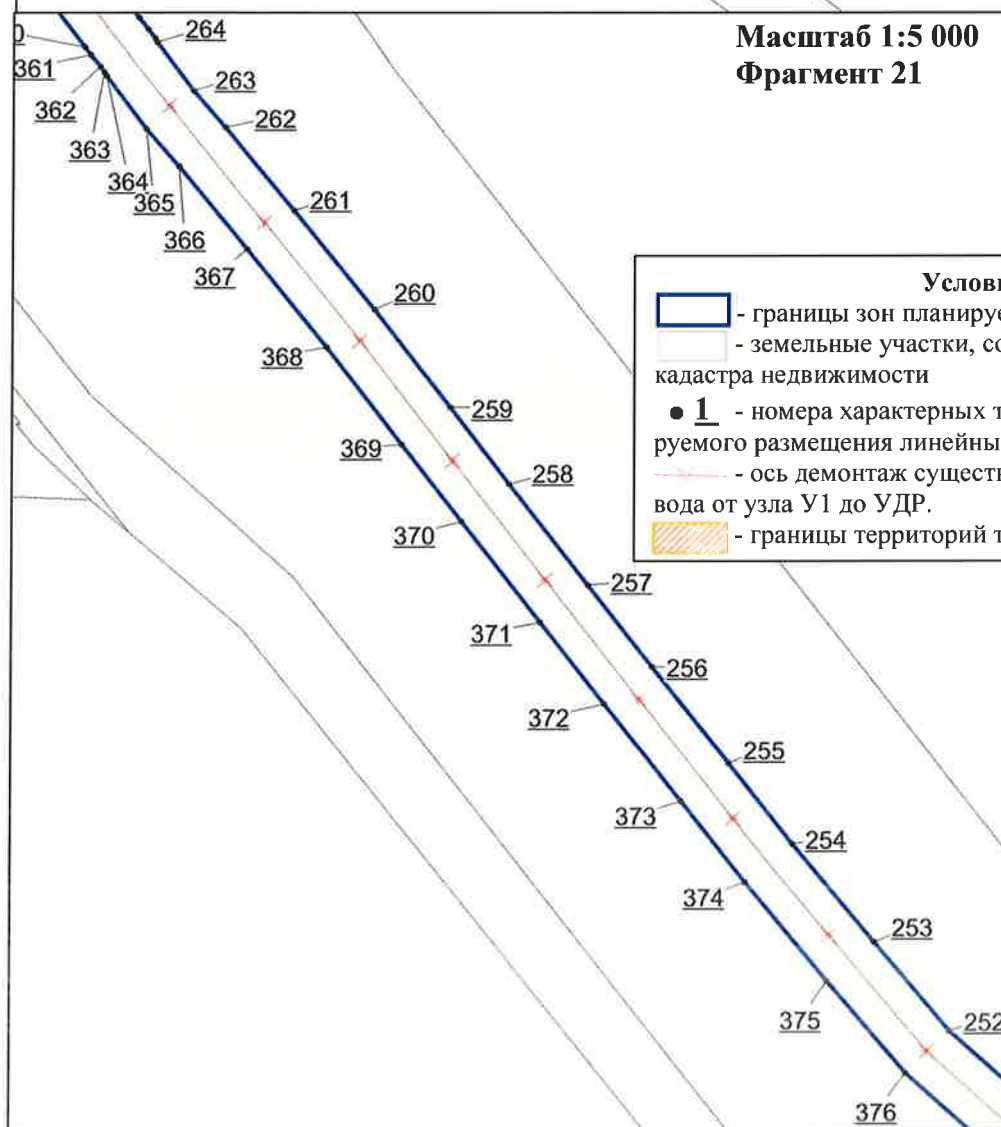 Масштаб 1:5 000
Фрагмент 21
264
361
263
362
262
363
364
365
261
366
367
260
368
259
369
258
370
257
371
256
372
255
373
254
374
253
375
252
376
- границы зон планируе
- земельные участки, со
кадастра недвижимости
1 - номера характерных т
руемого размещения линейны
- ось демонтаж существ
вода от узла У1 до УДР.
- границы территорий т